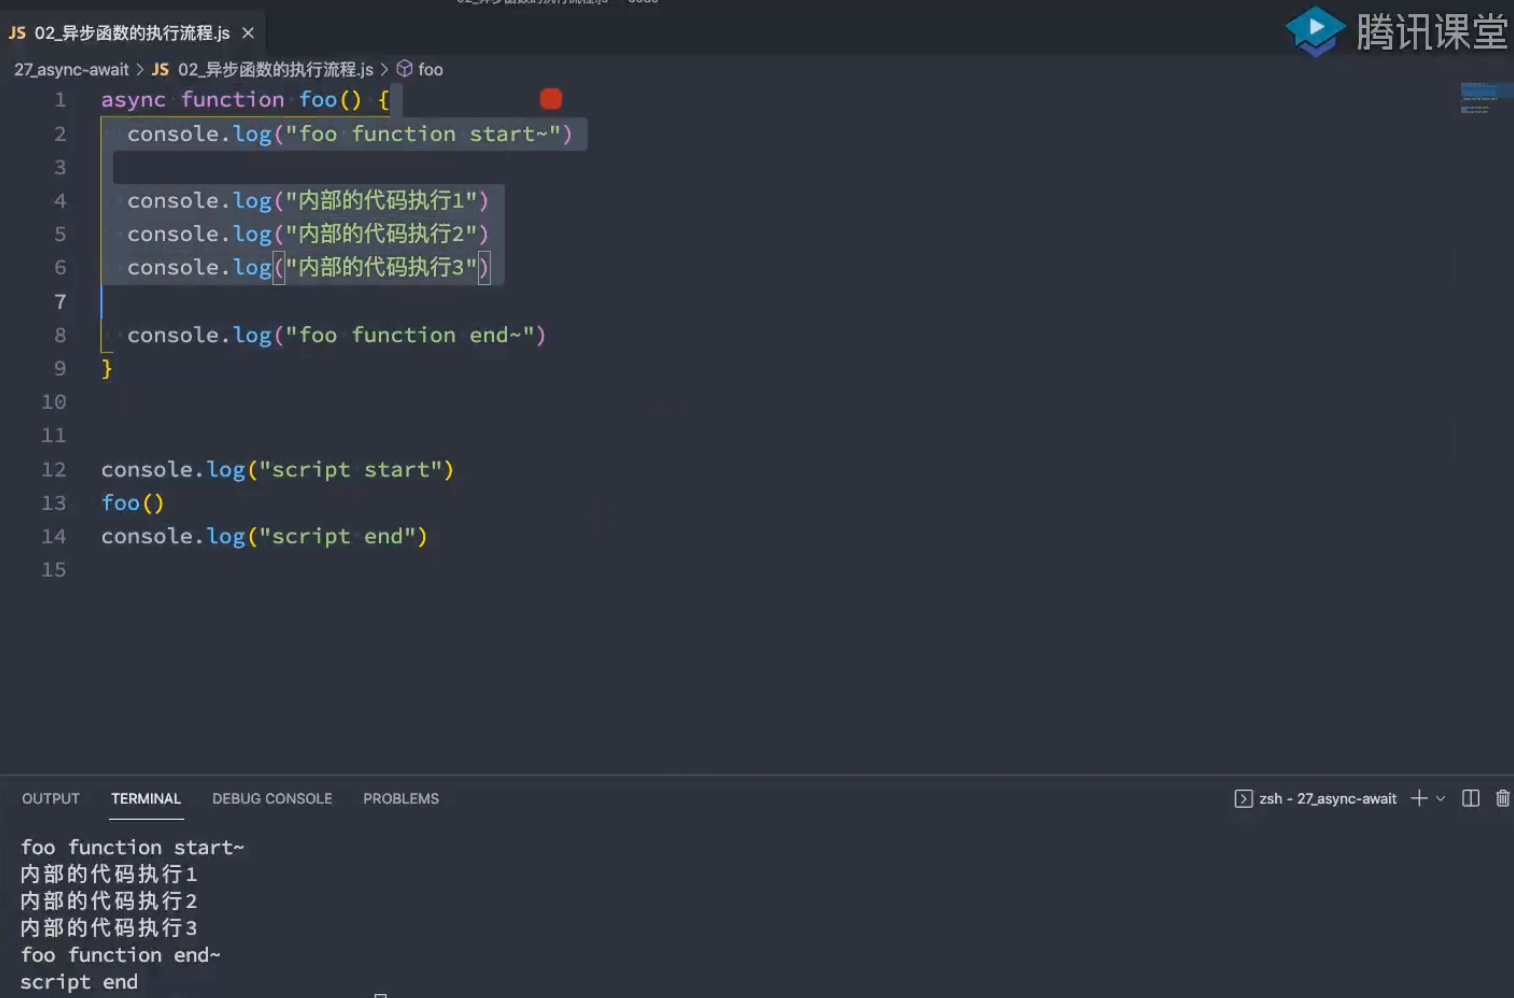 JS 02_异步函数的执行流程.js ×
腾讯课堂
27_async-await > JS 02_异步函数的执行流程.js > foo
1 async function foo() {
2 console.log("foo function start~")
3
4 console.log("内部的代码执行1")
5 console.log("内部的代码执行2")
6 console.log("内部的代码执行3")
7
8 console.log("foo function end~")
9 }
10
11
12 console.log("script start")
13 foo()
14 console.log("script end")
15
OUTPUT TERMINAL DEBUG CONSOLE PROBLEMS zsh - 27_async-await
foo function start~
内部的代码执行1
内部的代码执行2
内部的代码执行3
foo function end~
script end